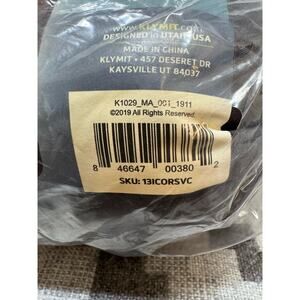 WWW.KLYMIT.com
DESIGNED in UTAH, USA
MADE IN CHINA
KLYMIT • 457 DESERET DR
KAYSVILLE UT 84037
K1029_MA_001_1911
©2019 All Rights Reserved
8 46647 00380 2
SKU: 13ICORSVC